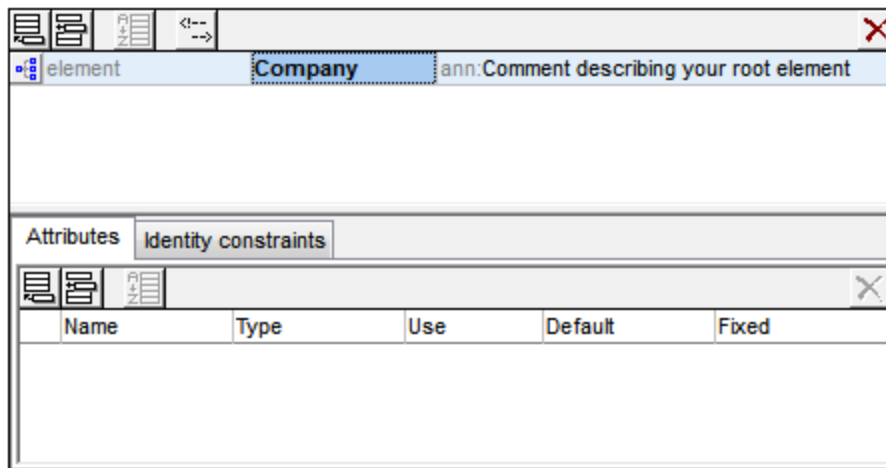 <!-- -->
element Company ann:Comment describing your root element
Attributes Identity constraints
Name Type Use Default Fixed